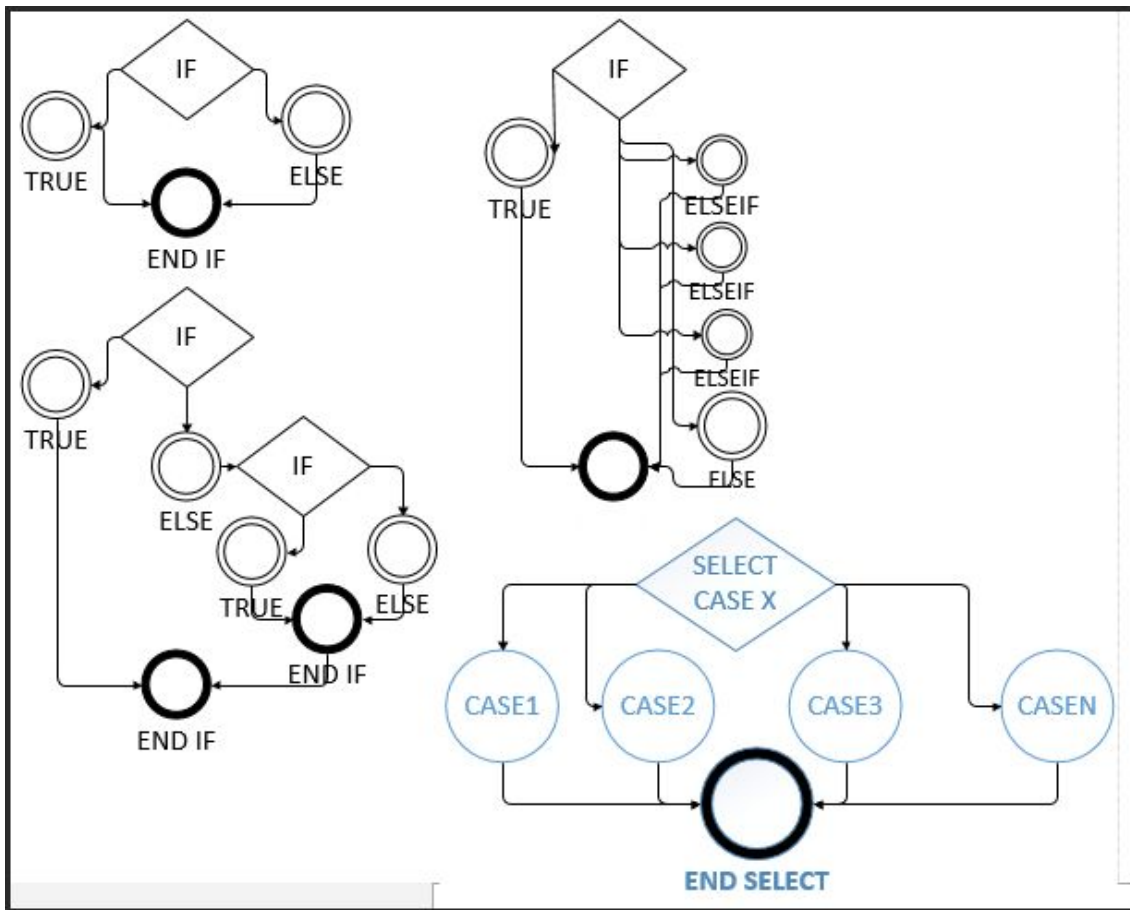 IF
TRUE
ELSE
END IF
IF
TRUE
ELSEIF
ELSEIF
ELSEIF
ELSE
IF
TRUE
ELSE
IF
TRUE
ELSE
END IF
END IF
SELECT
CASE X
CASE1
CASE2
CASE3
CASEN
END SELECT